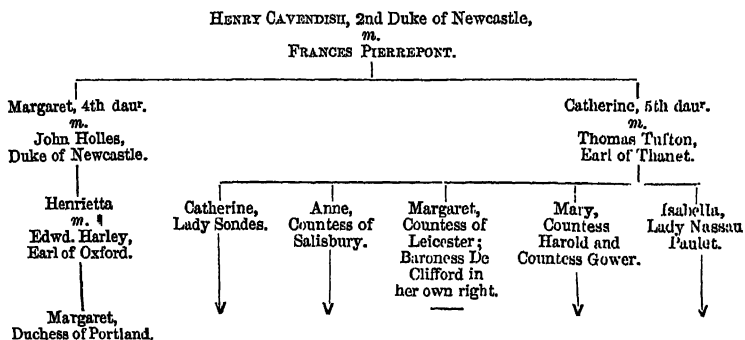 HENRY CAVENDISH, 2nd Duke of Newcastle,
m.
FRANCES PIERREPONT.
Margaret, 4th daur.
m.
John Holles,
Duke of Newcastle.
Catherine, 5th daur.
m.
Thomas Tufton,
Earl of Thanet.
Henrietta
m.
Edwd. Harley,
Earl of Oxford.
Catherine,
Lady Sondes.
Anne,
Countess of
Salisbury.
Margaret,
Countess of
Leicester;
Baroness De
Clifford in
her own right.
Mary,
Countess
Harold and
Countess Gower.
Isabella,
Lady Nassau
Paulet.
Margaret,
Duchess of Portland.